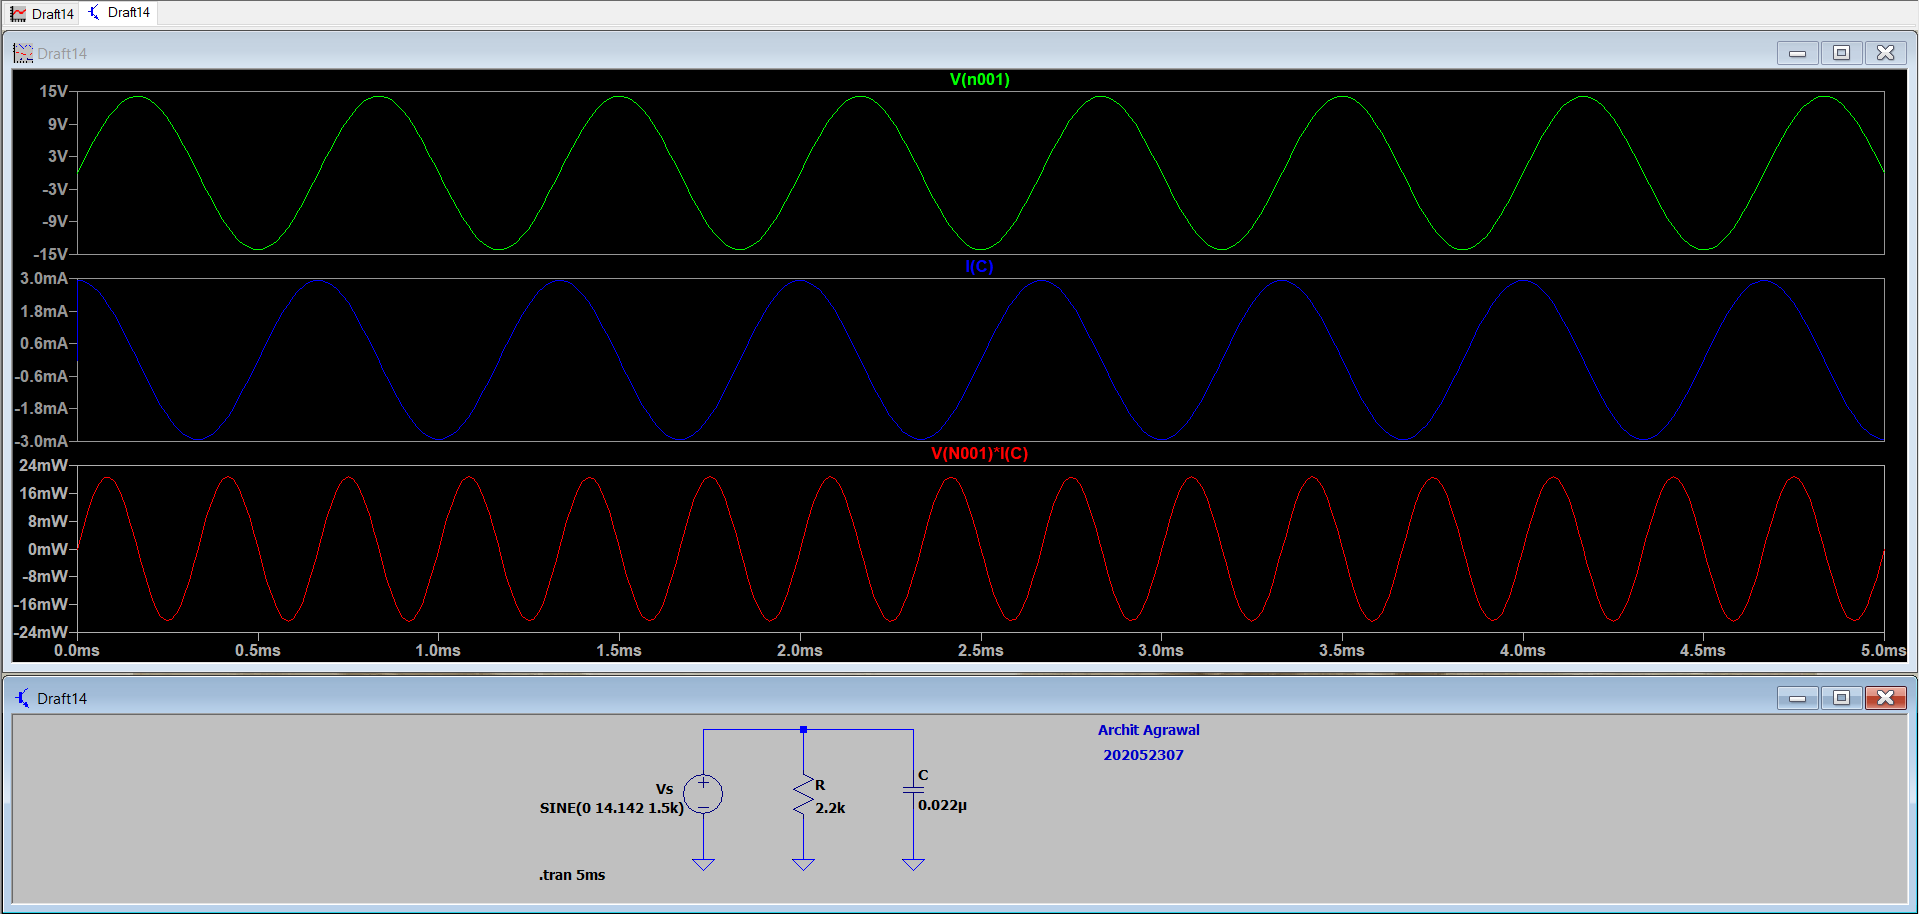 Draft14 Draft14
Draft14
V(n001)
15V
9V
3V
-3V
-9V
-15V
I(C)
3.0mA
1.8mA
0.6mA
-0.6mA
-1.8mA
-3.0mA
V(N001)*I(C)
24mW
16mW
8mW
0mW
-8mW
-16mW
-24mW
0.0ms 0.5ms 1.0ms 1.5ms 2.0ms 2.5ms 3.0ms 3.5ms 4.0ms 4.5ms 5.0ms
Draft14
Archit Agrawal
202052307
Vs
SINE(0 14.142 1.5k)
R
2.2k
C
0.022µ
.tran 5ms